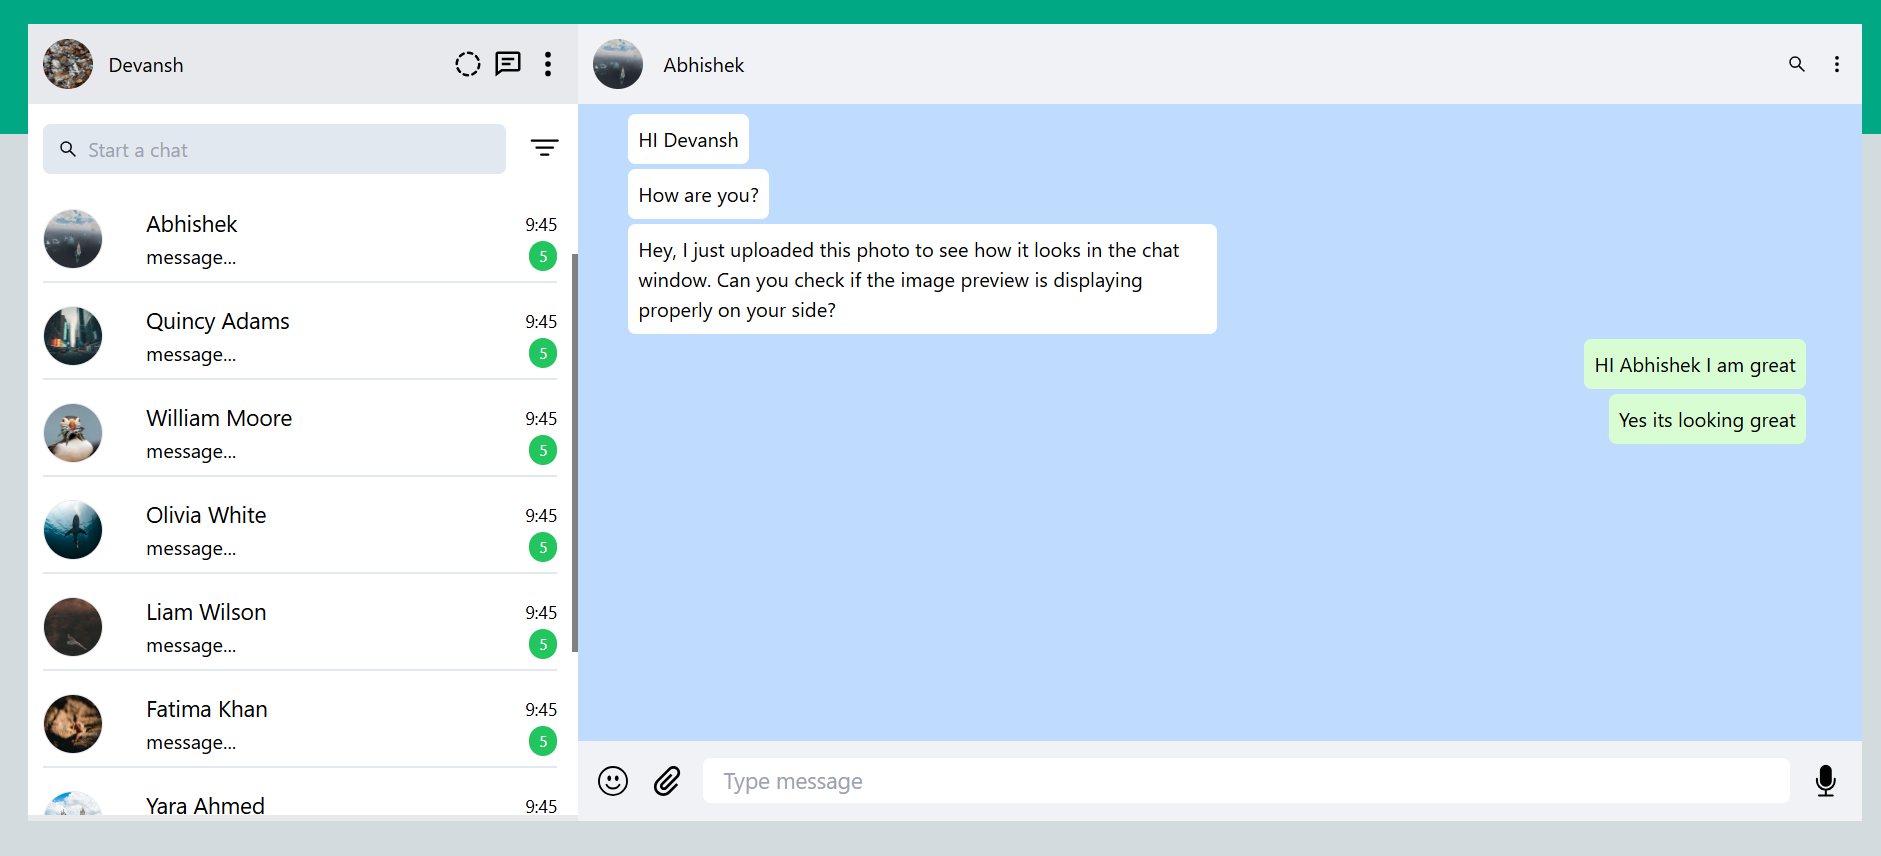 Devansh
Start a chat
Abhishek
9:45
message...
5
Quincy Adams
9:45
message...
5
William Moore
9:45
message...
5
Olivia White
9:45
message...
5
Liam Wilson
9:45
message...
5
Fatima Khan
9:45
message...
5
Yara Ahmed
9:45
Abhishek
HI Devansh
How are you?
Hey, I just uploaded this photo to see how it looks in the chat
window. Can you check if the image preview is displaying
properly on your side?
HI Abhishek I am great
Yes its looking great
Type message